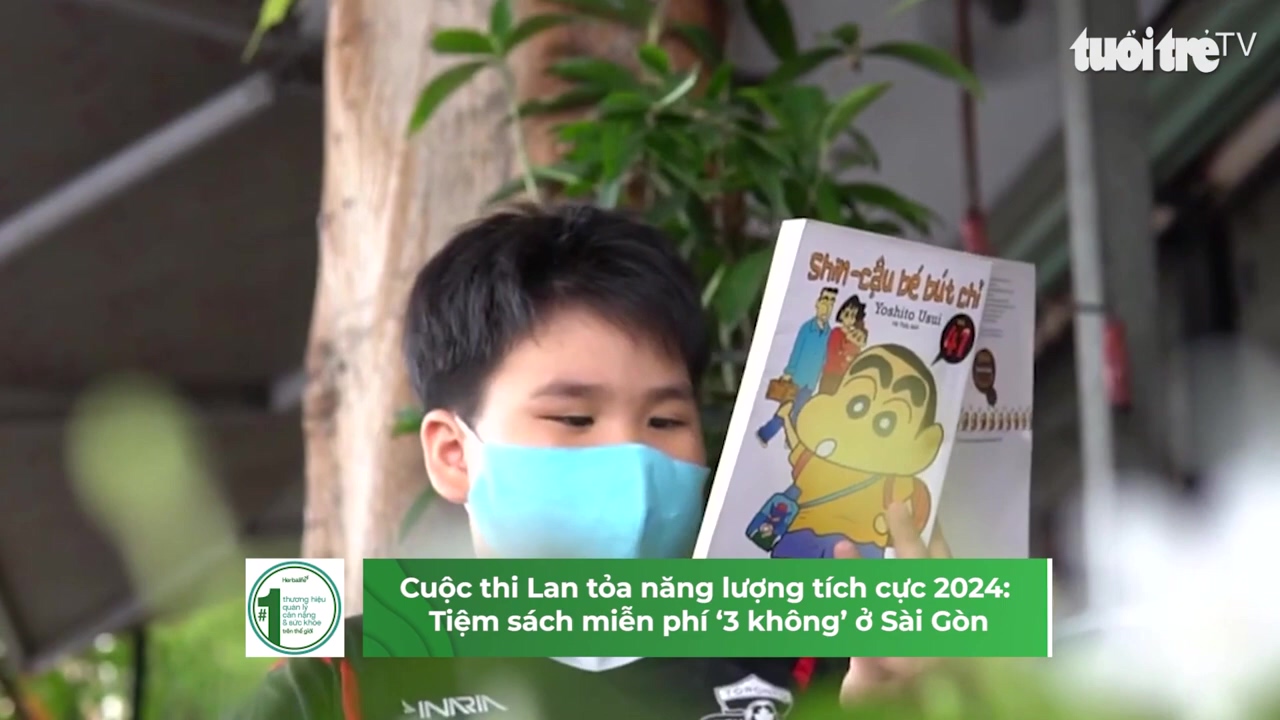 tuổi trẻ TV
Shin-cậu bé bút chì
Yoshito Usui
47
Herbalife
#1
thương hiệu
quản lý
cân nặng
& sức khỏe
trên thế giới
Cuộc thi Lan tỏa năng lượng tích cực 2024:
Tiệm sách miễn phí ‘3 không’ ở Sài Gòn
INARIA